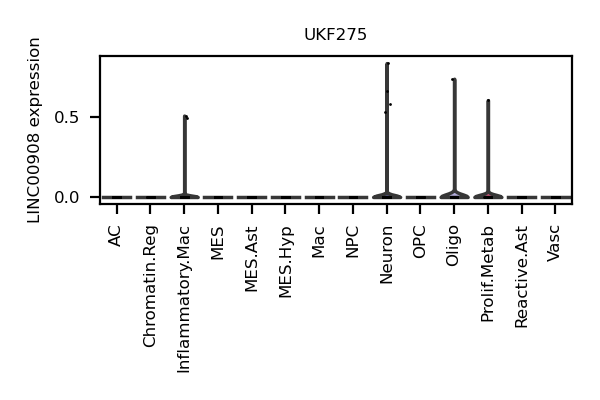 UKF275
LINC00908 expression
0.5
0.0
AC
Chromatin.Reg
Inflammatory.Mac
MES
MES.Ast
MES.Hyp
Mac
NPC
Neuron
OPC
Oligo
Prolif.Metab
Reactive.Ast
Vasc